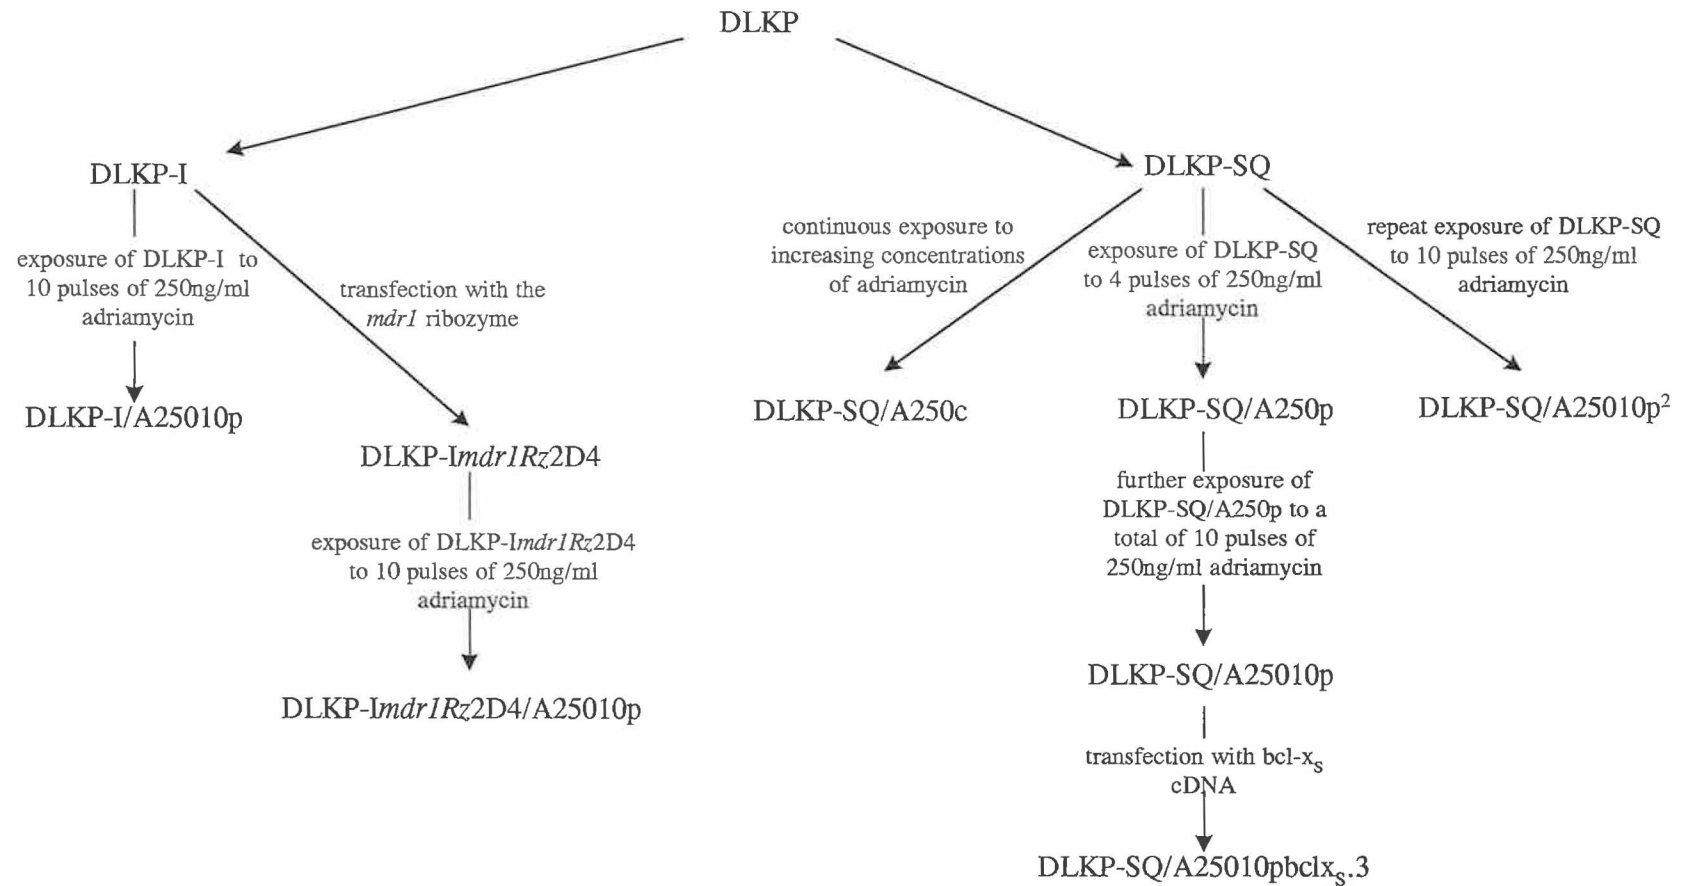 DLKP
DLKP-I
exposure of DLKP-I to
10 pulses of 250ng/ml
adriamycin
DLKP-I/A25010p
transfection with the
mdr1 ribozyme
DLKP-Imdr1Rz2D4
exposure of DLKP-Imdr1Rz2D4
to 10 pulses of 250ng/ml
adriamycin
DLKP-Imdr1Rz2D4/A25010p
DLKP-SQ
continuous exposure to
increasing concentrations
of adriamycin
DLKP-SQ/A250c
exposure of DLKP-SQ
to 4 pulses of 250ng/ml
adriamycin
DLKP-SQ/A250p
further exposure of
DLKP-SQ/A250p to a
total of 10 pulses of
250ng/ml adriamycin
DLKP-SQ/A25010p
transfection with bcl-xₛ
cDNA
DLKP-SQ/A25010pbclxₛ.3
repeat exposure of DLKP-SQ
to 10 pulses of 250ng/ml
adriamycin
DLKP-SQ/A25010p²